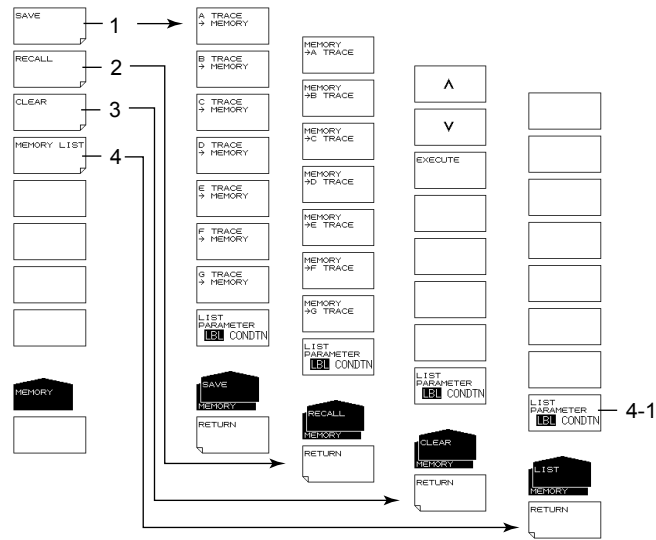 SAVE
1
RECALL
2
CLEAR
3
MEMORY LIST
4
MEMORY
A TRACE
→ MEMORY
B TRACE
→ MEMORY
C TRACE
→ MEMORY
D TRACE
→ MEMORY
E TRACE
→ MEMORY
F TRACE
→ MEMORY
G TRACE
→ MEMORY
LIST
PARAMETER
LBL CONDTN
SAVE
MEMORY
RETURN
MEMORY
→A TRACE
MEMORY
→B TRACE
MEMORY
→C TRACE
MEMORY
→D TRACE
MEMORY
→E TRACE
MEMORY
→F TRACE
MEMORY
→G TRACE
LIST
PARAMETER
LBL CONDTN
RECALL
MEMORY
RETURN
∧
∨
EXECUTE
LIST
PARAMETER
LBL CONDTN
CLEAR
MEMORY
RETURN
LIST
PARAMETER
LBL CONDTN
4-1
LIST
MEMORY
RETURN